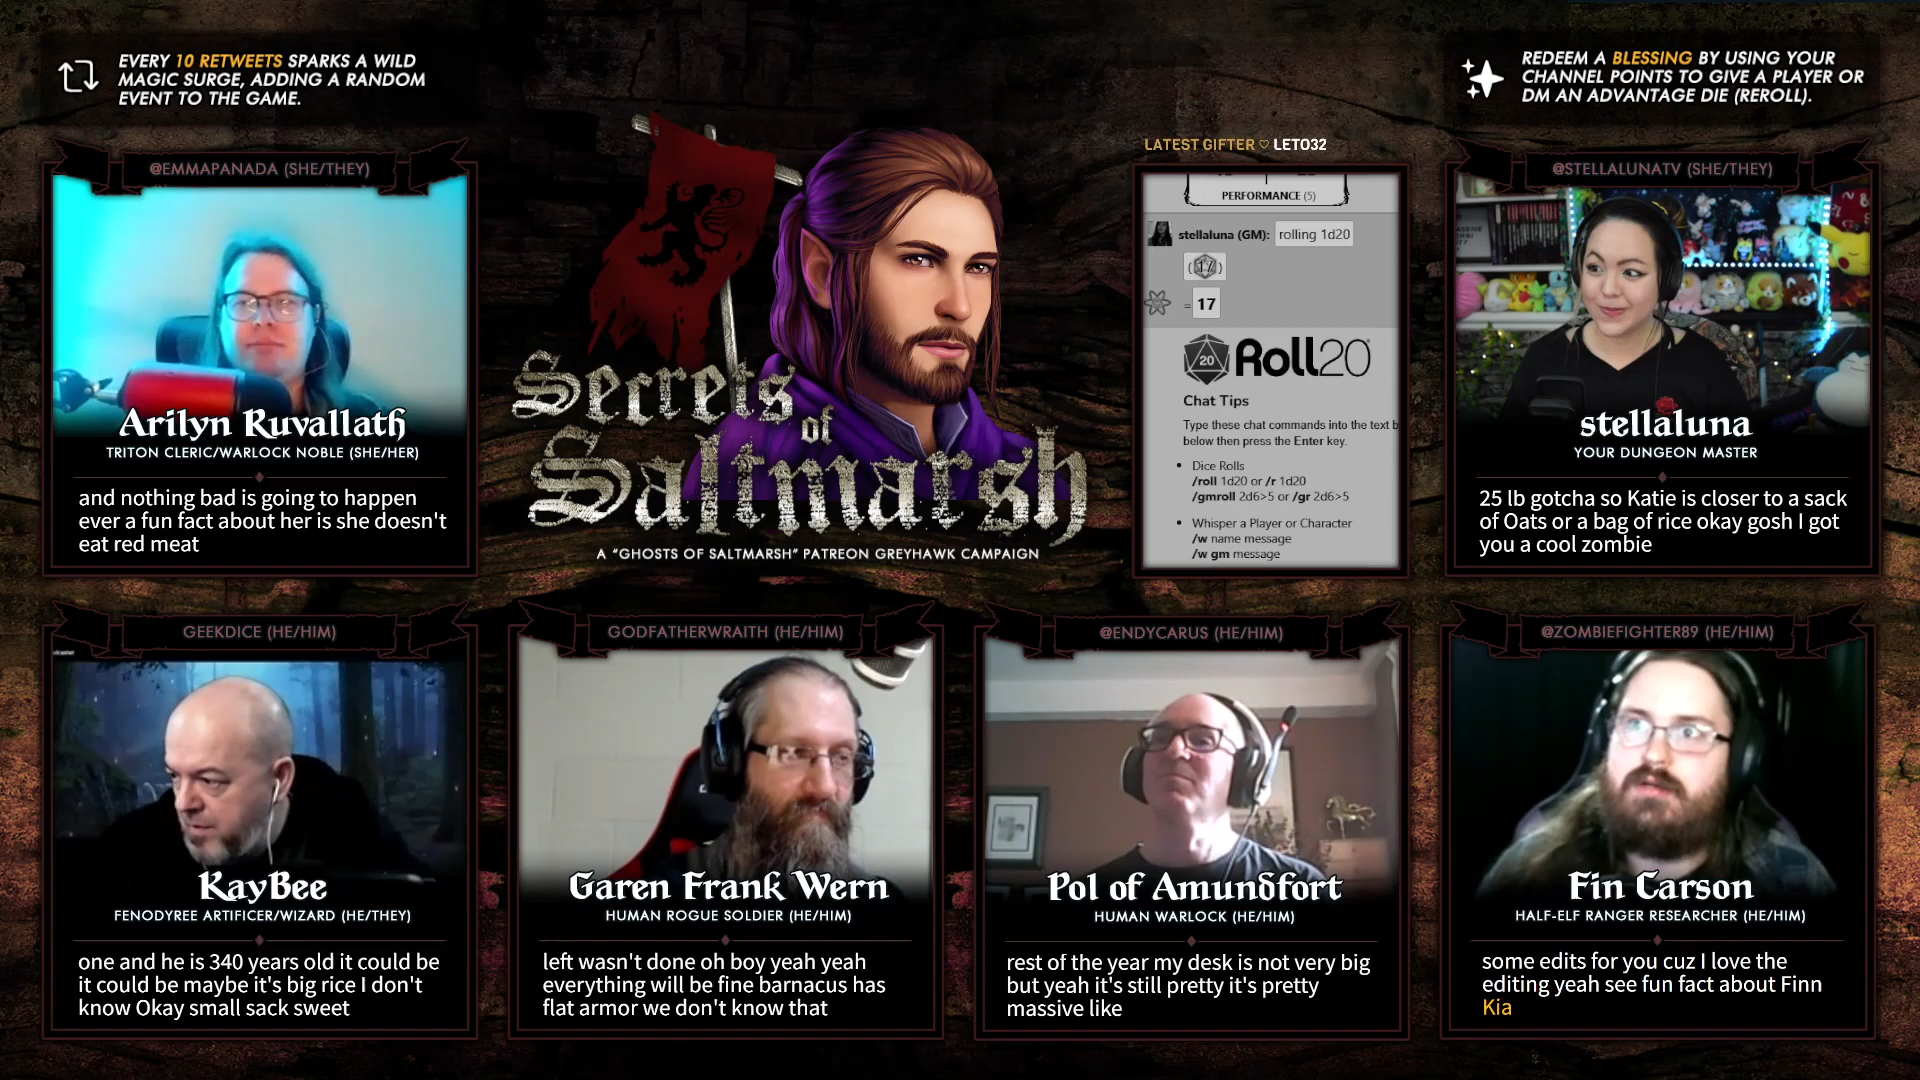 EVERY 10 RETWEETS SPARKS A WILD
MAGIC SURGE, ADDING A RANDOM
EVENT TO THE GAME.
REDEEM A BLESSING BY USING YOUR
CHANNEL POINTS TO GIVE A PLAYER OR
DM AN ADVANTAGE DIE (REROLL).
@EMMAPANADA (SHE/THEY)
Arilyn Ruvallath
TRITON CLERIC/WARLOCK NOBLE (SHE/HER)
and nothing bad is going to happen
ever a fun fact about her is she doesn't
eat red meat
Secrets
of
Saltmarsh
A "GHOSTS OF SALTMARSH" PATREON GREYHAWK CAMPAIGN
LATEST GIFTER ♡ LETO32
PERFORMANCE (5)
stellaluna (GM): rolling 1d20
(17)
= 17
20 Roll20
Chat Tips
Type these chat commands into the text b
below then press the Enter key.
• Dice Rolls
/roll 1d20 or /r 1d20
/gmroll 2d6>5 or /gr 2d6>5
• Whisper a Player or Character
/w name message
/w gm message
@STELLALUNATV (SHE/THEY)
stellaluna
YOUR DUNGEON MASTER
25 lb gotcha so Katie is closer to a sack
of Oats or a bag of rice okay gosh I got
you a cool zombie
GEEKDICE (HE/HIM)
KayBee
FENODYREE ARTIFICER/WIZARD (HE/THEY)
one and he is 340 years old it could be
it could be maybe it's big rice I don't
know Okay small sack sweet
GODFATHERWRAITH (HE/HIM)
Garen Frank Wern
HUMAN ROGUE SOLDIER (HE/HIM)
left wasn't done oh boy yeah yeah
everything will be fine barnacus has
flat armor we don't know that
@ENDYCARUS (HE/HIM)
Pol of Amundfort
HUMAN WARLOCK (HE/HIM)
rest of the year my desk is not very big
but yeah it's still pretty it's pretty
massive like
@ZOMBIEFIGHTER89 (HE/HIM)
Fin Carson
HALF-ELF RANGER RESEARCHER (HE/HIM)
some edits for you cuz I love the
editing yeah see fun fact about Finn
Kia